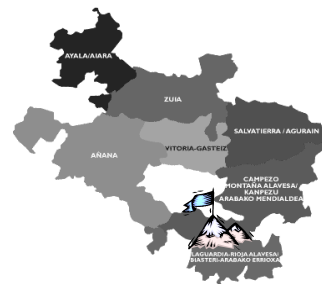 AYALA/AIARA
ZUIA
SALVATIERRA / AGURAIN
VITORIA-GASTEIZ
AÑANA
CAMPEZO
MONTAÑA ALAVESA/
KANPEZU
ARABAKO MENDIALDEA
LAGUARDIA-RIOJA ALAVESA/
BIASTERI-ARABAKO ERRIOXA